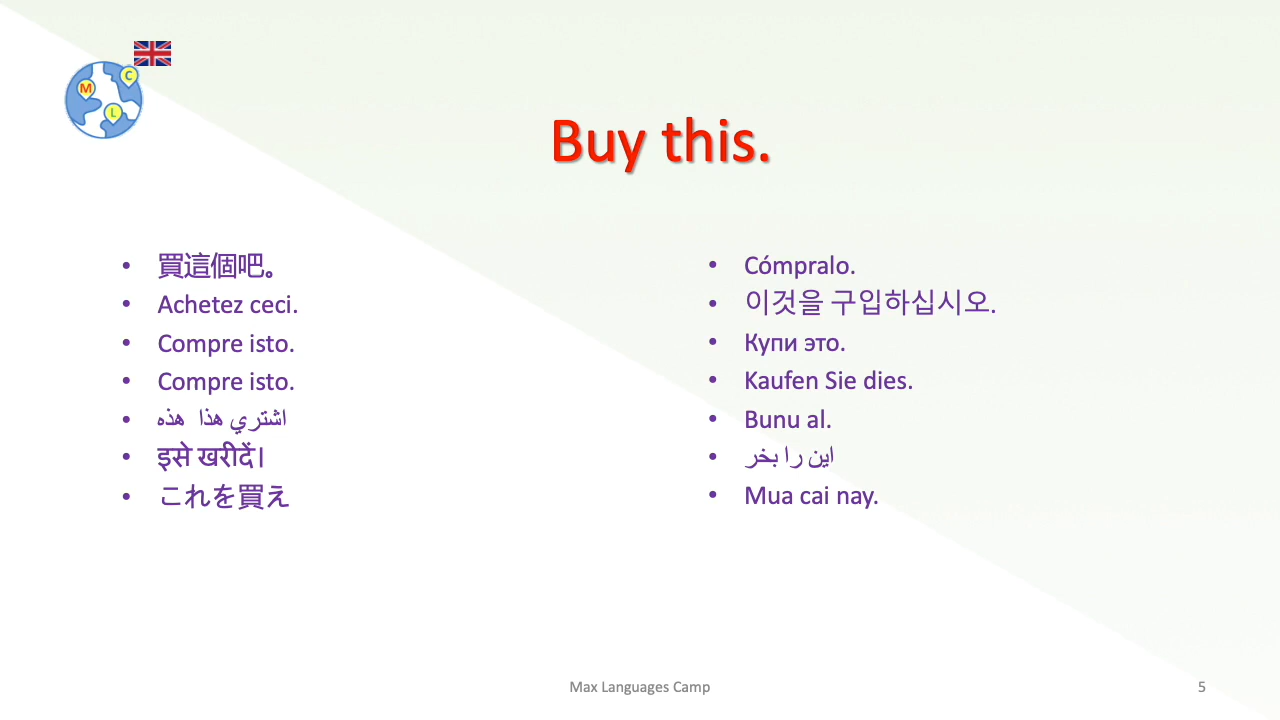 M
C
L
Buy this.
買這個吧。
Achetez ceci.
Compre isto.
Compre isto.
اشتري هذا هذه
इसे खरीदें।
これを買え
Cómpralo.
이것을 구입하십시오.
Купи это.
Kaufen Sie dies.
Bunu al.
این را بخر
Mua cai nay.
Max Languages Camp
5